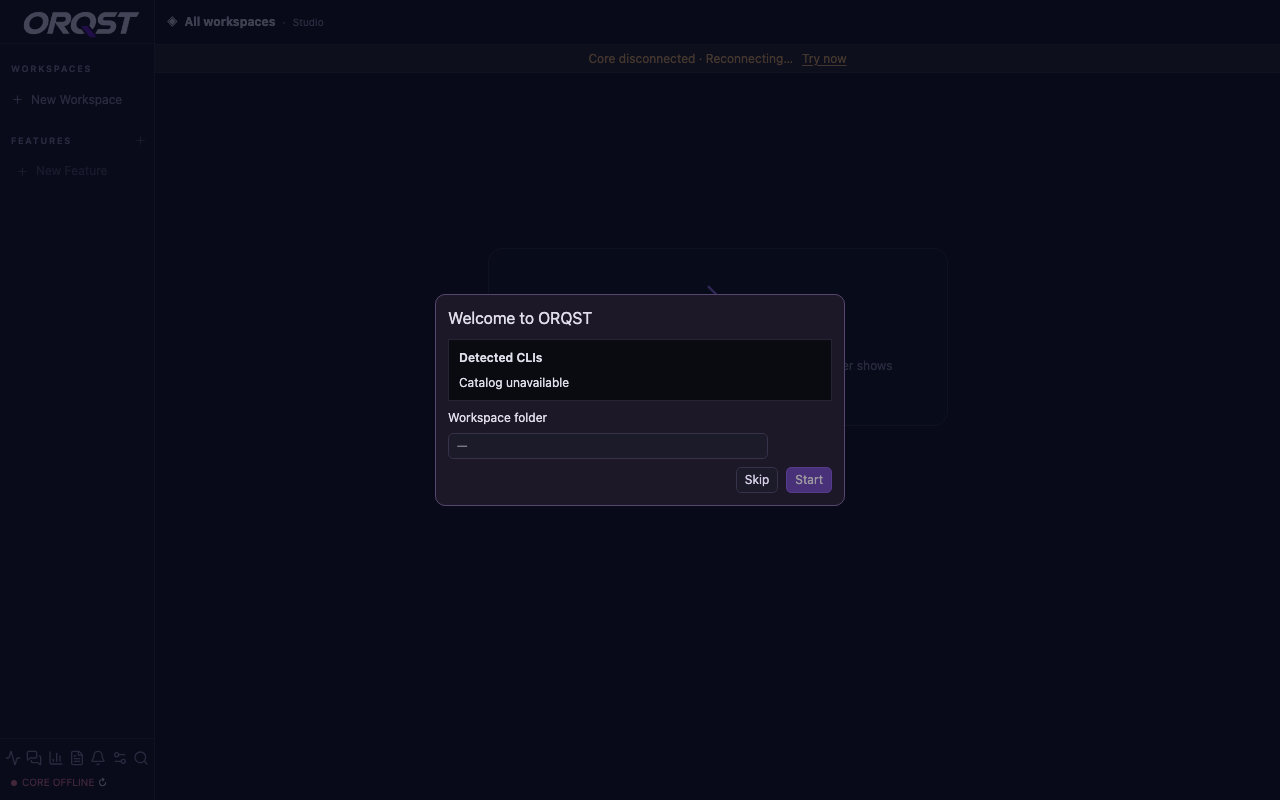 ORQST
All workspaces · Studio
Core disconnected · Reconnecting... Try now
WORKSPACES
+ New Workspace
FEATURES +
+ New Feature
er shows
Welcome to ORQST
Detected CLIs
Catalog unavailable
Workspace folder
—
Skip
Start
CORE OFFLINE